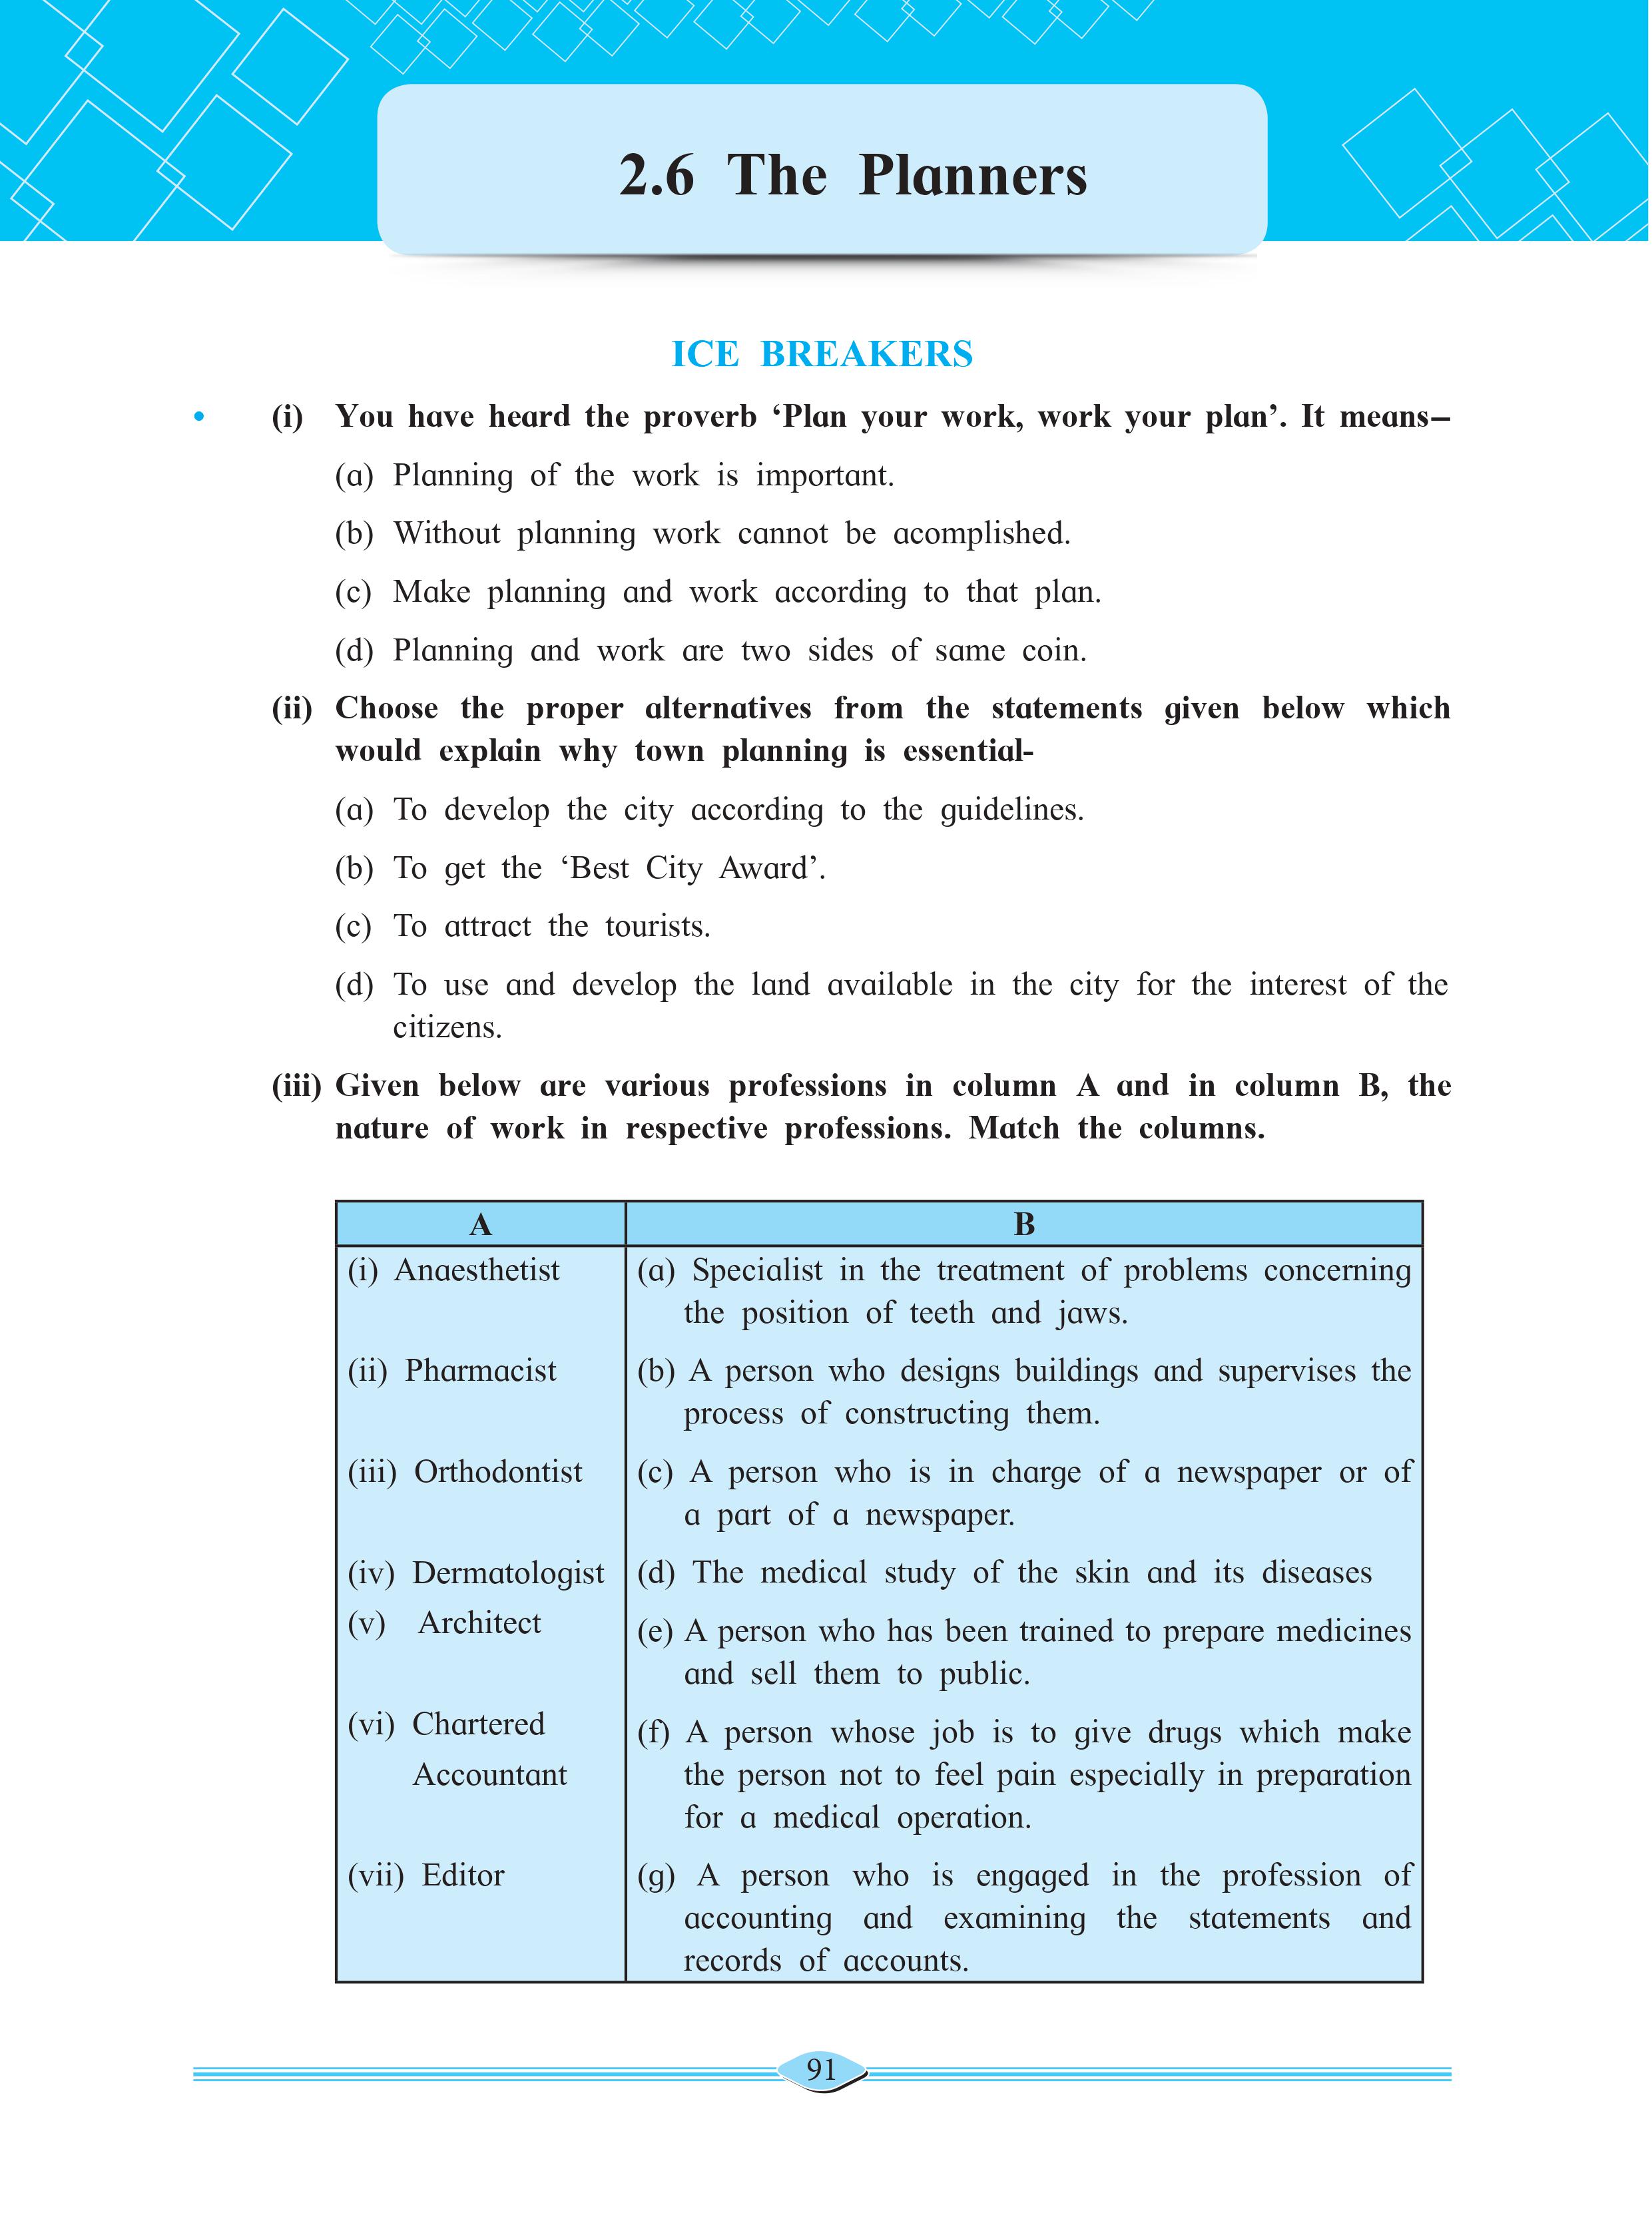 2.6 The Planners
ICE BREAKERS
• (i) You have heard the proverb ‘Plan your work, work your plan’. It means–
(a) Planning of the work is important.
(b) Without planning work cannot be acomplished.
(c) Make planning and work according to that plan.
(d) Planning and work are two sides of same coin.
(ii) Choose the proper alternatives from the statements given below which
would explain why town planning is essential-
(a) To develop the city according to the guidelines.
(b) To get the ‘Best City Award’.
(c) To attract the tourists.
(d) To use and develop the land available in the city for the interest of the
citizens.
(iii) Given below are various professions in column A and in column B, the
nature of work in respective professions. Match the columns.
A B
(i) Anaesthetist (a) Specialist in the treatment of problems concerning
the position of teeth and jaws.
(ii) Pharmacist (b) A person who designs buildings and supervises the
process of constructing them.
(iii) Orthodontist (c) A person who is in charge of a newspaper or of
a part of a newspaper.
(iv) Dermatologist (d) The medical study of the skin and its diseases
(v) Architect (e) A person who has been trained to prepare medicines
and sell them to public.
(vi) Chartered (f) A person whose job is to give drugs which make
Accountant the person not to feel pain especially in preparation
for a medical operation.
(vii) Editor (g) A person who is engaged in the profession of
accounting and examining the statements and
records of accounts.
91